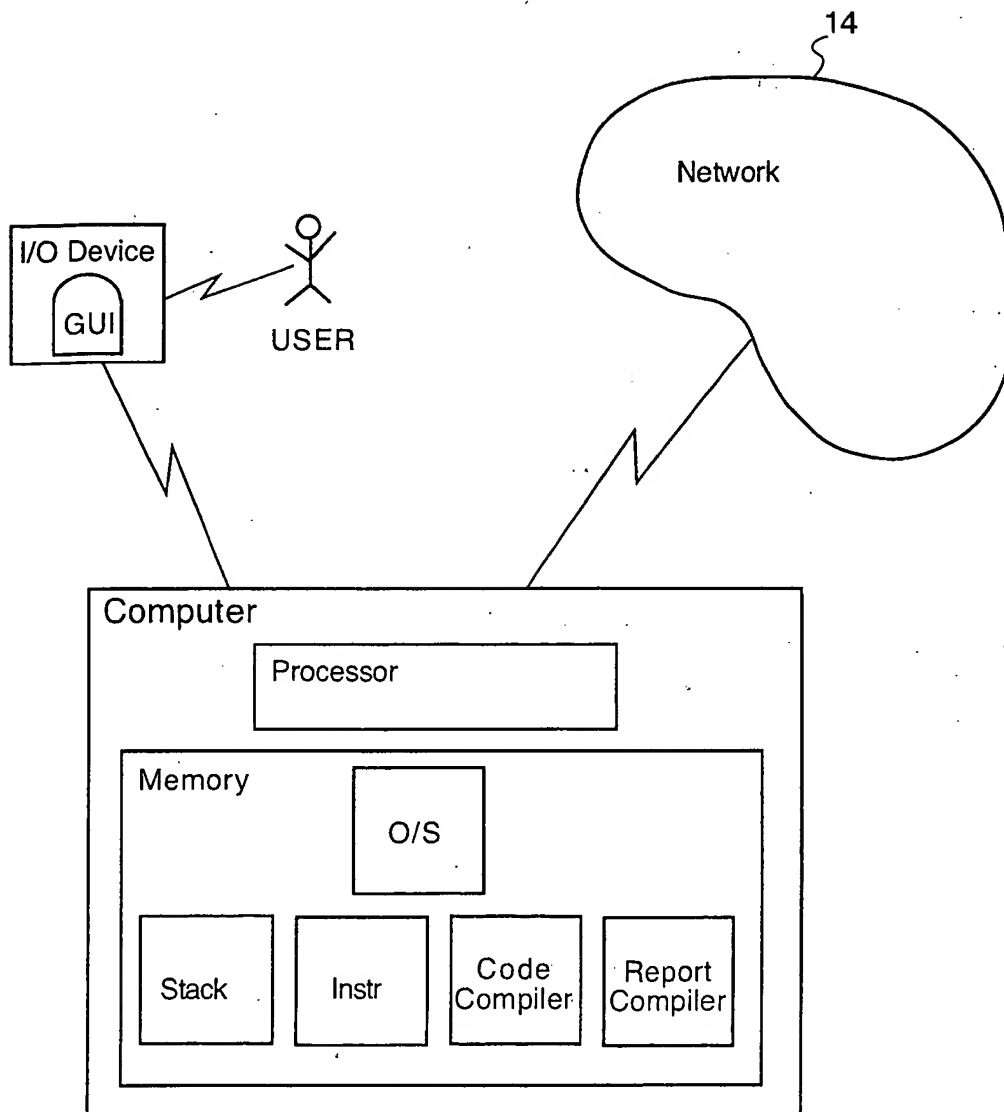 14
Network
I/O Device
GUI
USER
Computer
Processor
Memory
O/S
Stack
Instr
Code
Compiler
Report
Compiler